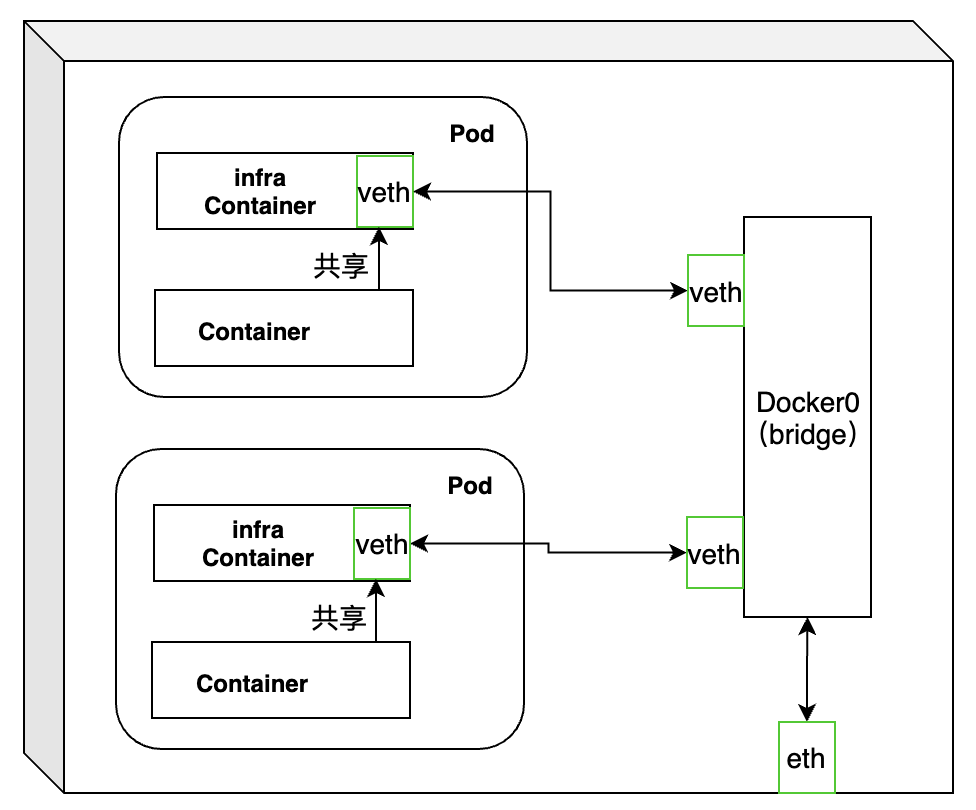 Pod
infra
Container
veth
共享
Container
veth
Docker0
（bridge）
Pod
infra
Container
veth
共享
Container
veth
eth